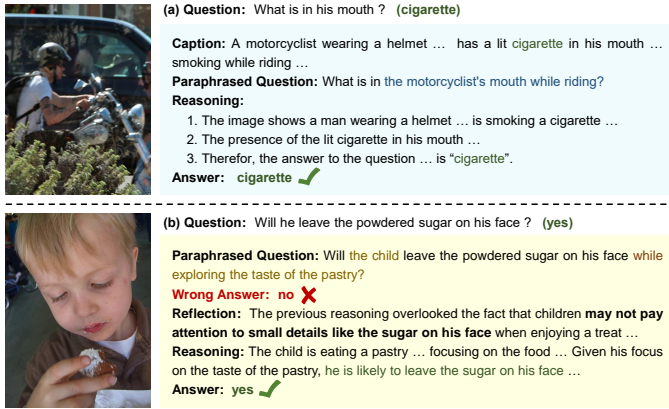 (a) Question: What is in his mouth ? (cigarette)
Caption: A motorcyclist wearing a helmet … has a lit cigarette in his mouth …
smoking while riding …
Paraphrased Question: What is in the motorcyclist's mouth while riding?
Reasoning:
1. The image shows a man wearing a helmet … is smoking a cigarette …
2. The presence of the lit cigarette in his mouth …
3. Therefor, the answer to the question … is “cigarette”.
Answer: cigarette
(b) Question: Will he leave the powdered sugar on his face ? (yes)
Paraphrased Question: Will the child leave the powdered sugar on his face while
exploring the taste of the pastry?
Wrong Answer: no
Reflection: The previous reasoning overlooked the fact that children may not pay
attention to small details like the sugar on his face when enjoying a treat …
Reasoning: The child is eating a pastry … focusing on the food … Given his focus
on the taste of the pastry, he is likely to leave the sugar on his face …
Answer: yes